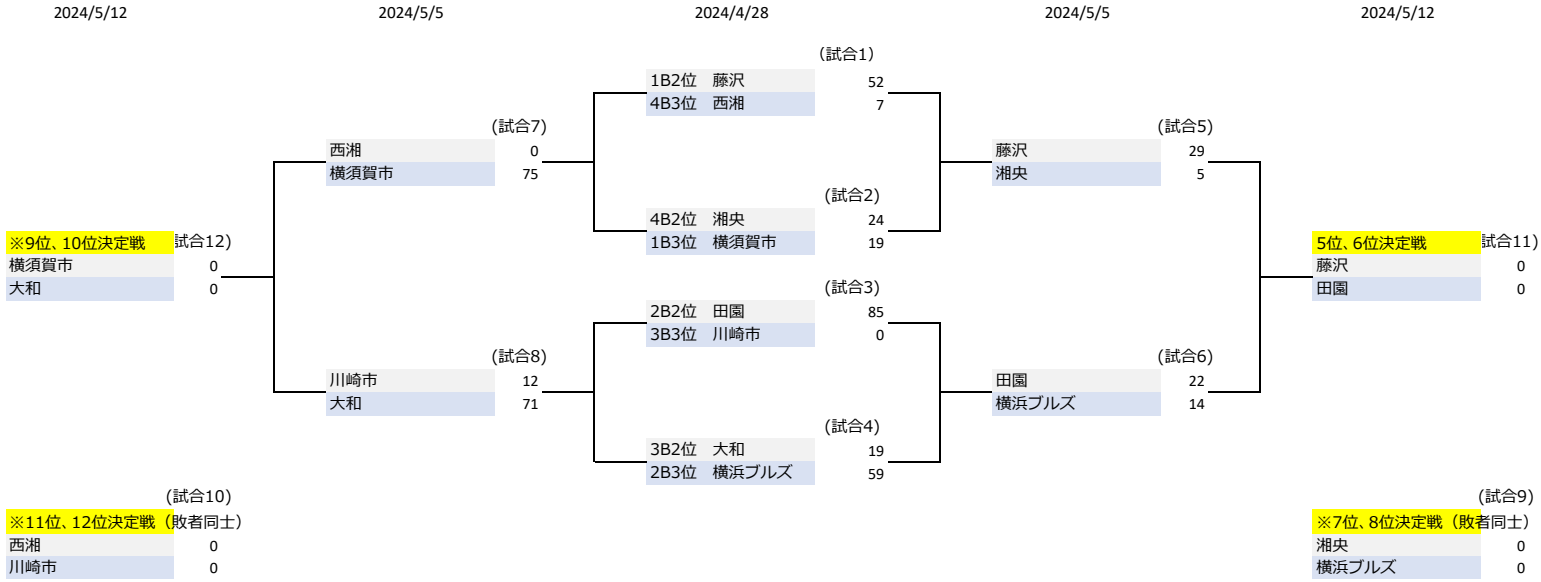 2024/5/12 2024/5/5 2024/4/28 2024/5/5 2024/5/12
(試合1)
1B2位 藤沢 52
4B3位 西湘 7
(試合7) (試合5)
西湘 0 藤沢 29
横須賀市 75 湘央 5
(試合2)
4B2位 湘央 24
※9位、10位決定戦 試合12) 1B3位 横須賀市 19 5位、6位決定戦 試合11)
横須賀市 0 藤沢 0
大和 0 田園 0
(試合3)
2B2位 田園 85
3B3位 川崎市 0
(試合8) (試合6)
川崎市 12 田園 22
大和 71 横浜ブルズ 14
(試合4)
3B2位 大和 19
2B3位 横浜ブルズ 59
(試合10) (試合9)
※11位、12位決定戦（敗者同士） ※7位、8位決定戦（敗者同士）
西湘 0 湘央 0
川崎市 0 横浜ブルズ 0